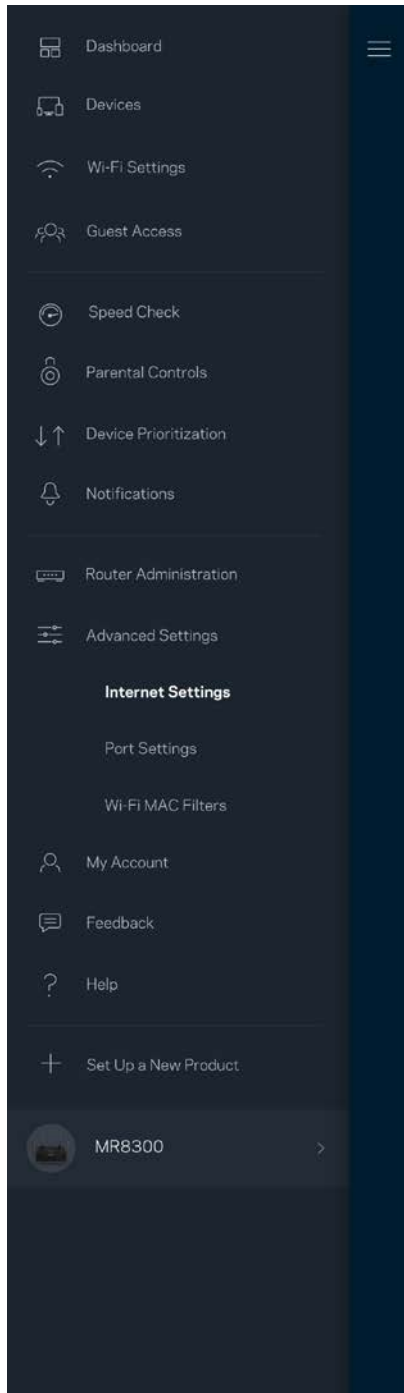 Dashboard
Devices
Wi-Fi Settings
Guest Access
Speed Check
Parental Controls
Device Prioritization
Notifications
Router Administration
Advanced Settings
Internet Settings
Port Settings
Wi-Fi MAC Filters
My Account
Feedback
Help
Set Up a New Product
MR8300